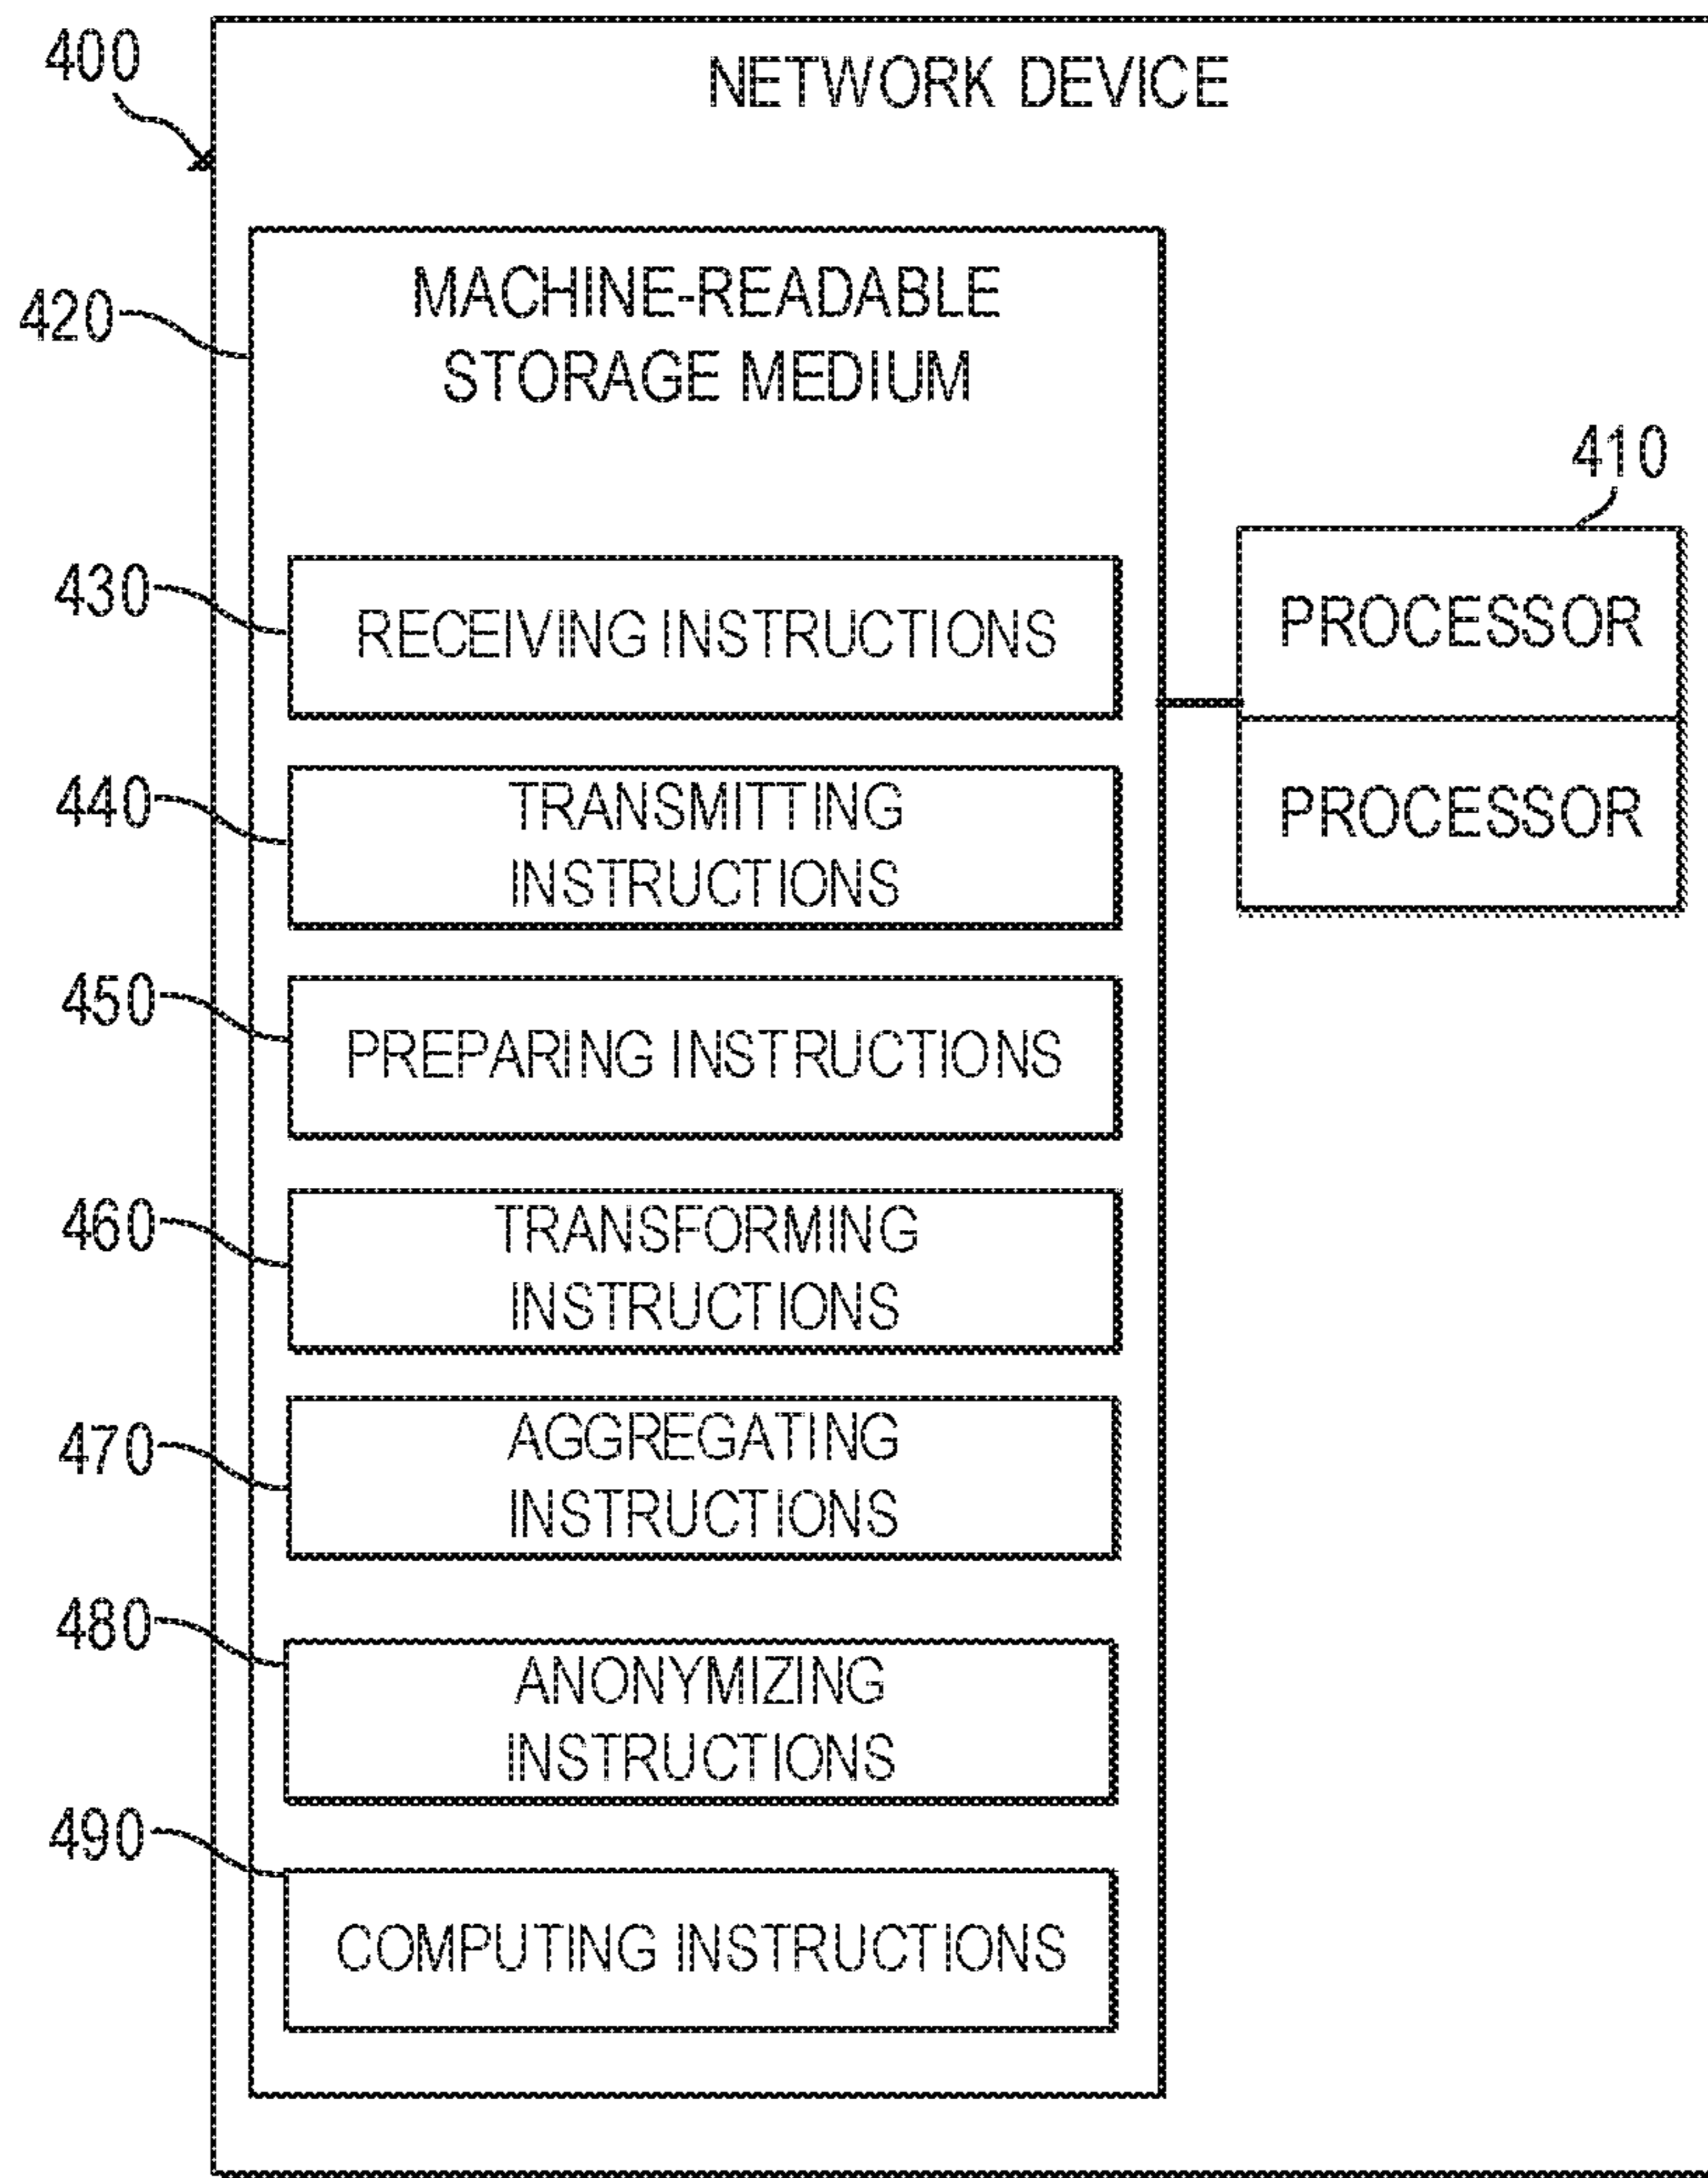 400
NETWORK DEVICE
420
MACHINE-READABLE
STORAGE MEDIUM
410
430
RECEIVING INSTRUCTIONS
PROCESSOR
440
TRANSMITTING
INSTRUCTIONS
PROCESSOR
450
PREPARING INSTRUCTIONS
460
TRANSFORMING
INSTRUCTIONS
470
AGGREGATING
INSTRUCTIONS
480
ANONYMIZING
INSTRUCTIONS
490
COMPUTING INSTRUCTIONS